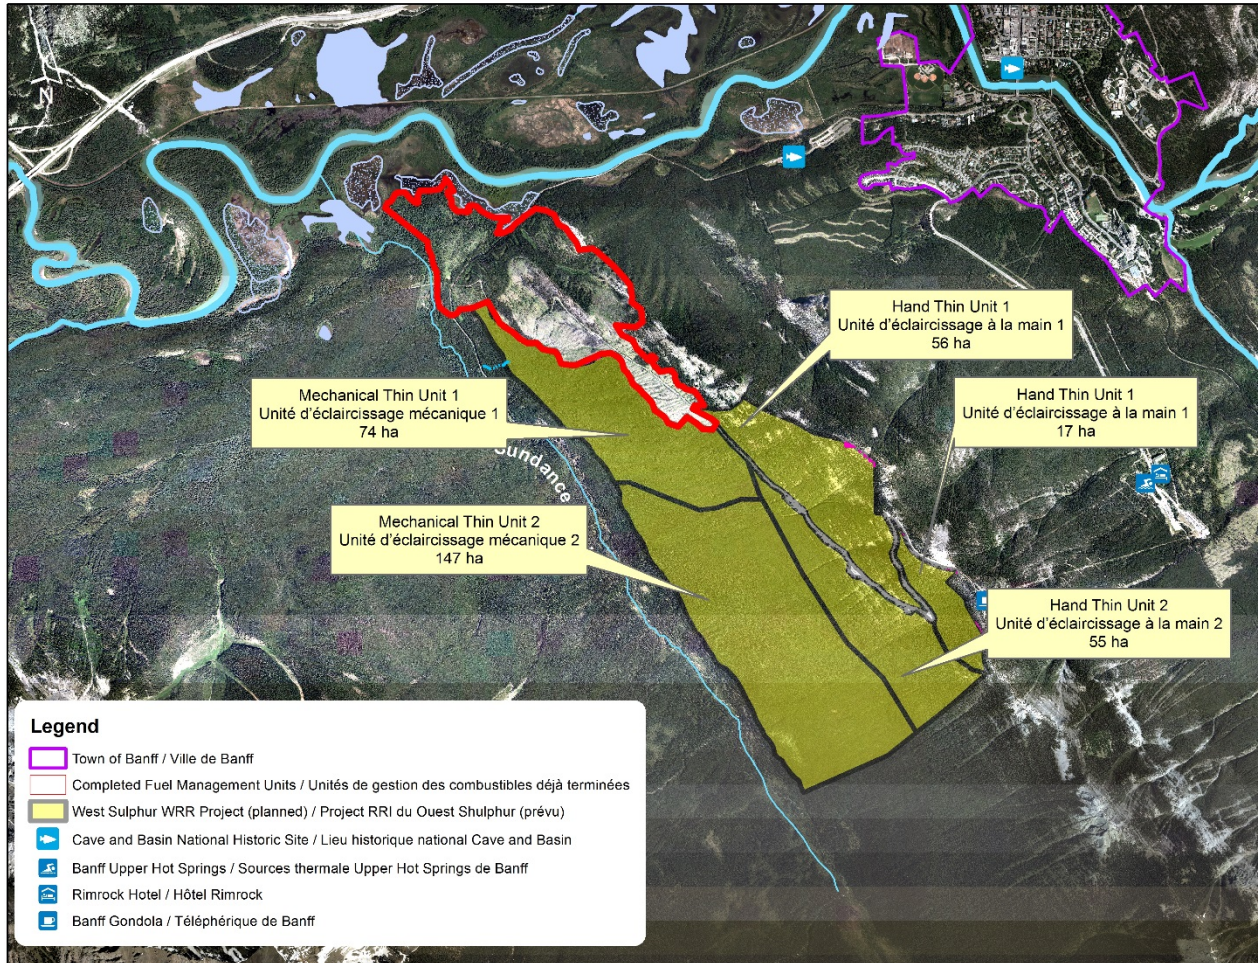 N
Hand Thin Unit 1
Unité d'éclaircissage à la main 1
56 ha
Mechanical Thin Unit 1
Unité d'éclaircissage mécanique 1
74 ha
Hand Thin Unit 1
Unité d'éclaircissage à la main 1
17 ha
Sundance
Mechanical Thin Unit 2
Unité d'éclaircissage mécanique 2
147 ha
Hand Thin Unit 2
Unité d'éclaircissage à la main 2
55 ha
Legend
Town of Banff / Ville de Banff
Completed Fuel Management Units / Unités de gestion des combustibles déjà terminées
West Sulphur WRR Project (planned) / Project RRI du Ouest Shulphur (prévu)
Cave and Basin National Historic Site / Lieu historique national Cave and Basin
Banff Upper Hot Springs / Sources thermale Upper Hot Springs de Banff
Rimrock Hotel / Hôtel Rimrock
Banff Gondola / Téléphérique de Banff